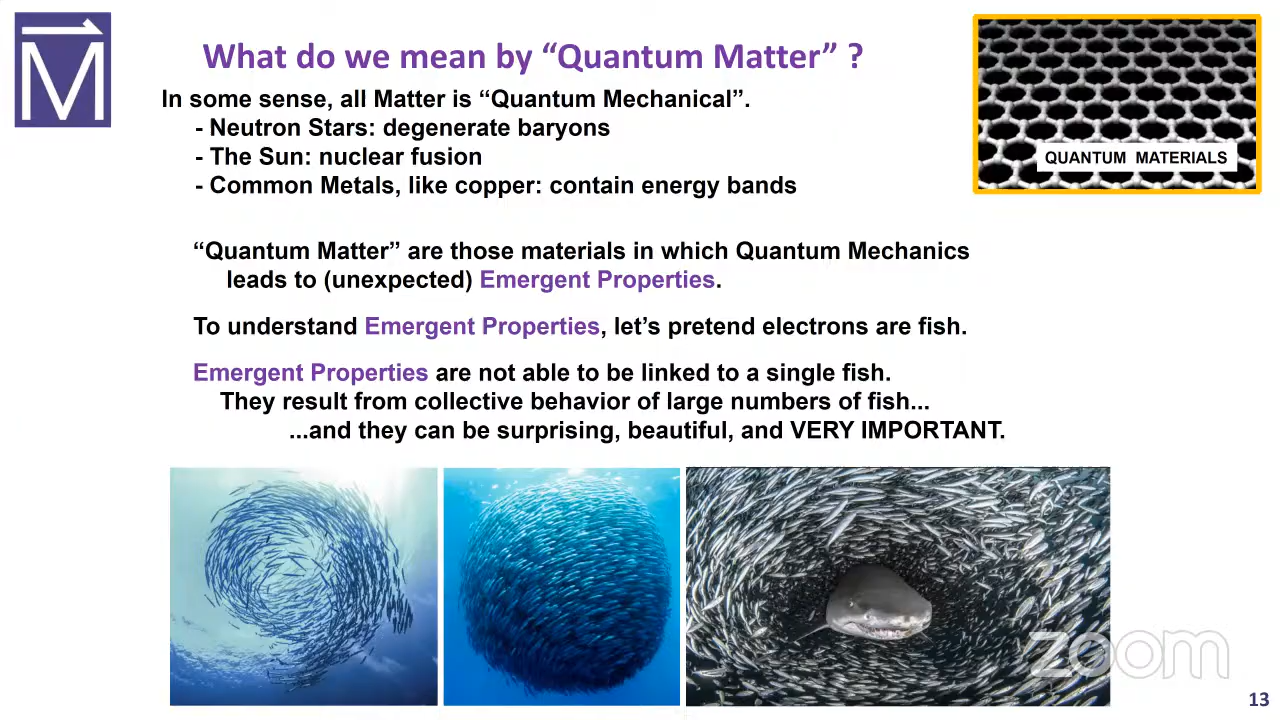 M
What do we mean by “Quantum Matter” ?
In some sense, all Matter is “Quantum Mechanical”.
- Neutron Stars: degenerate baryons
- The Sun: nuclear fusion
- Common Metals, like copper: contain energy bands
QUANTUM MATERIALS
“Quantum Matter” are those materials in which Quantum Mechanics
leads to (unexpected) Emergent Properties.
To understand Emergent Properties, let’s pretend electrons are fish.
Emergent Properties are not able to be linked to a single fish.
They result from collective behavior of large numbers of fish...
...and they can be surprising, beautiful, and VERY IMPORTANT.
zoom
13